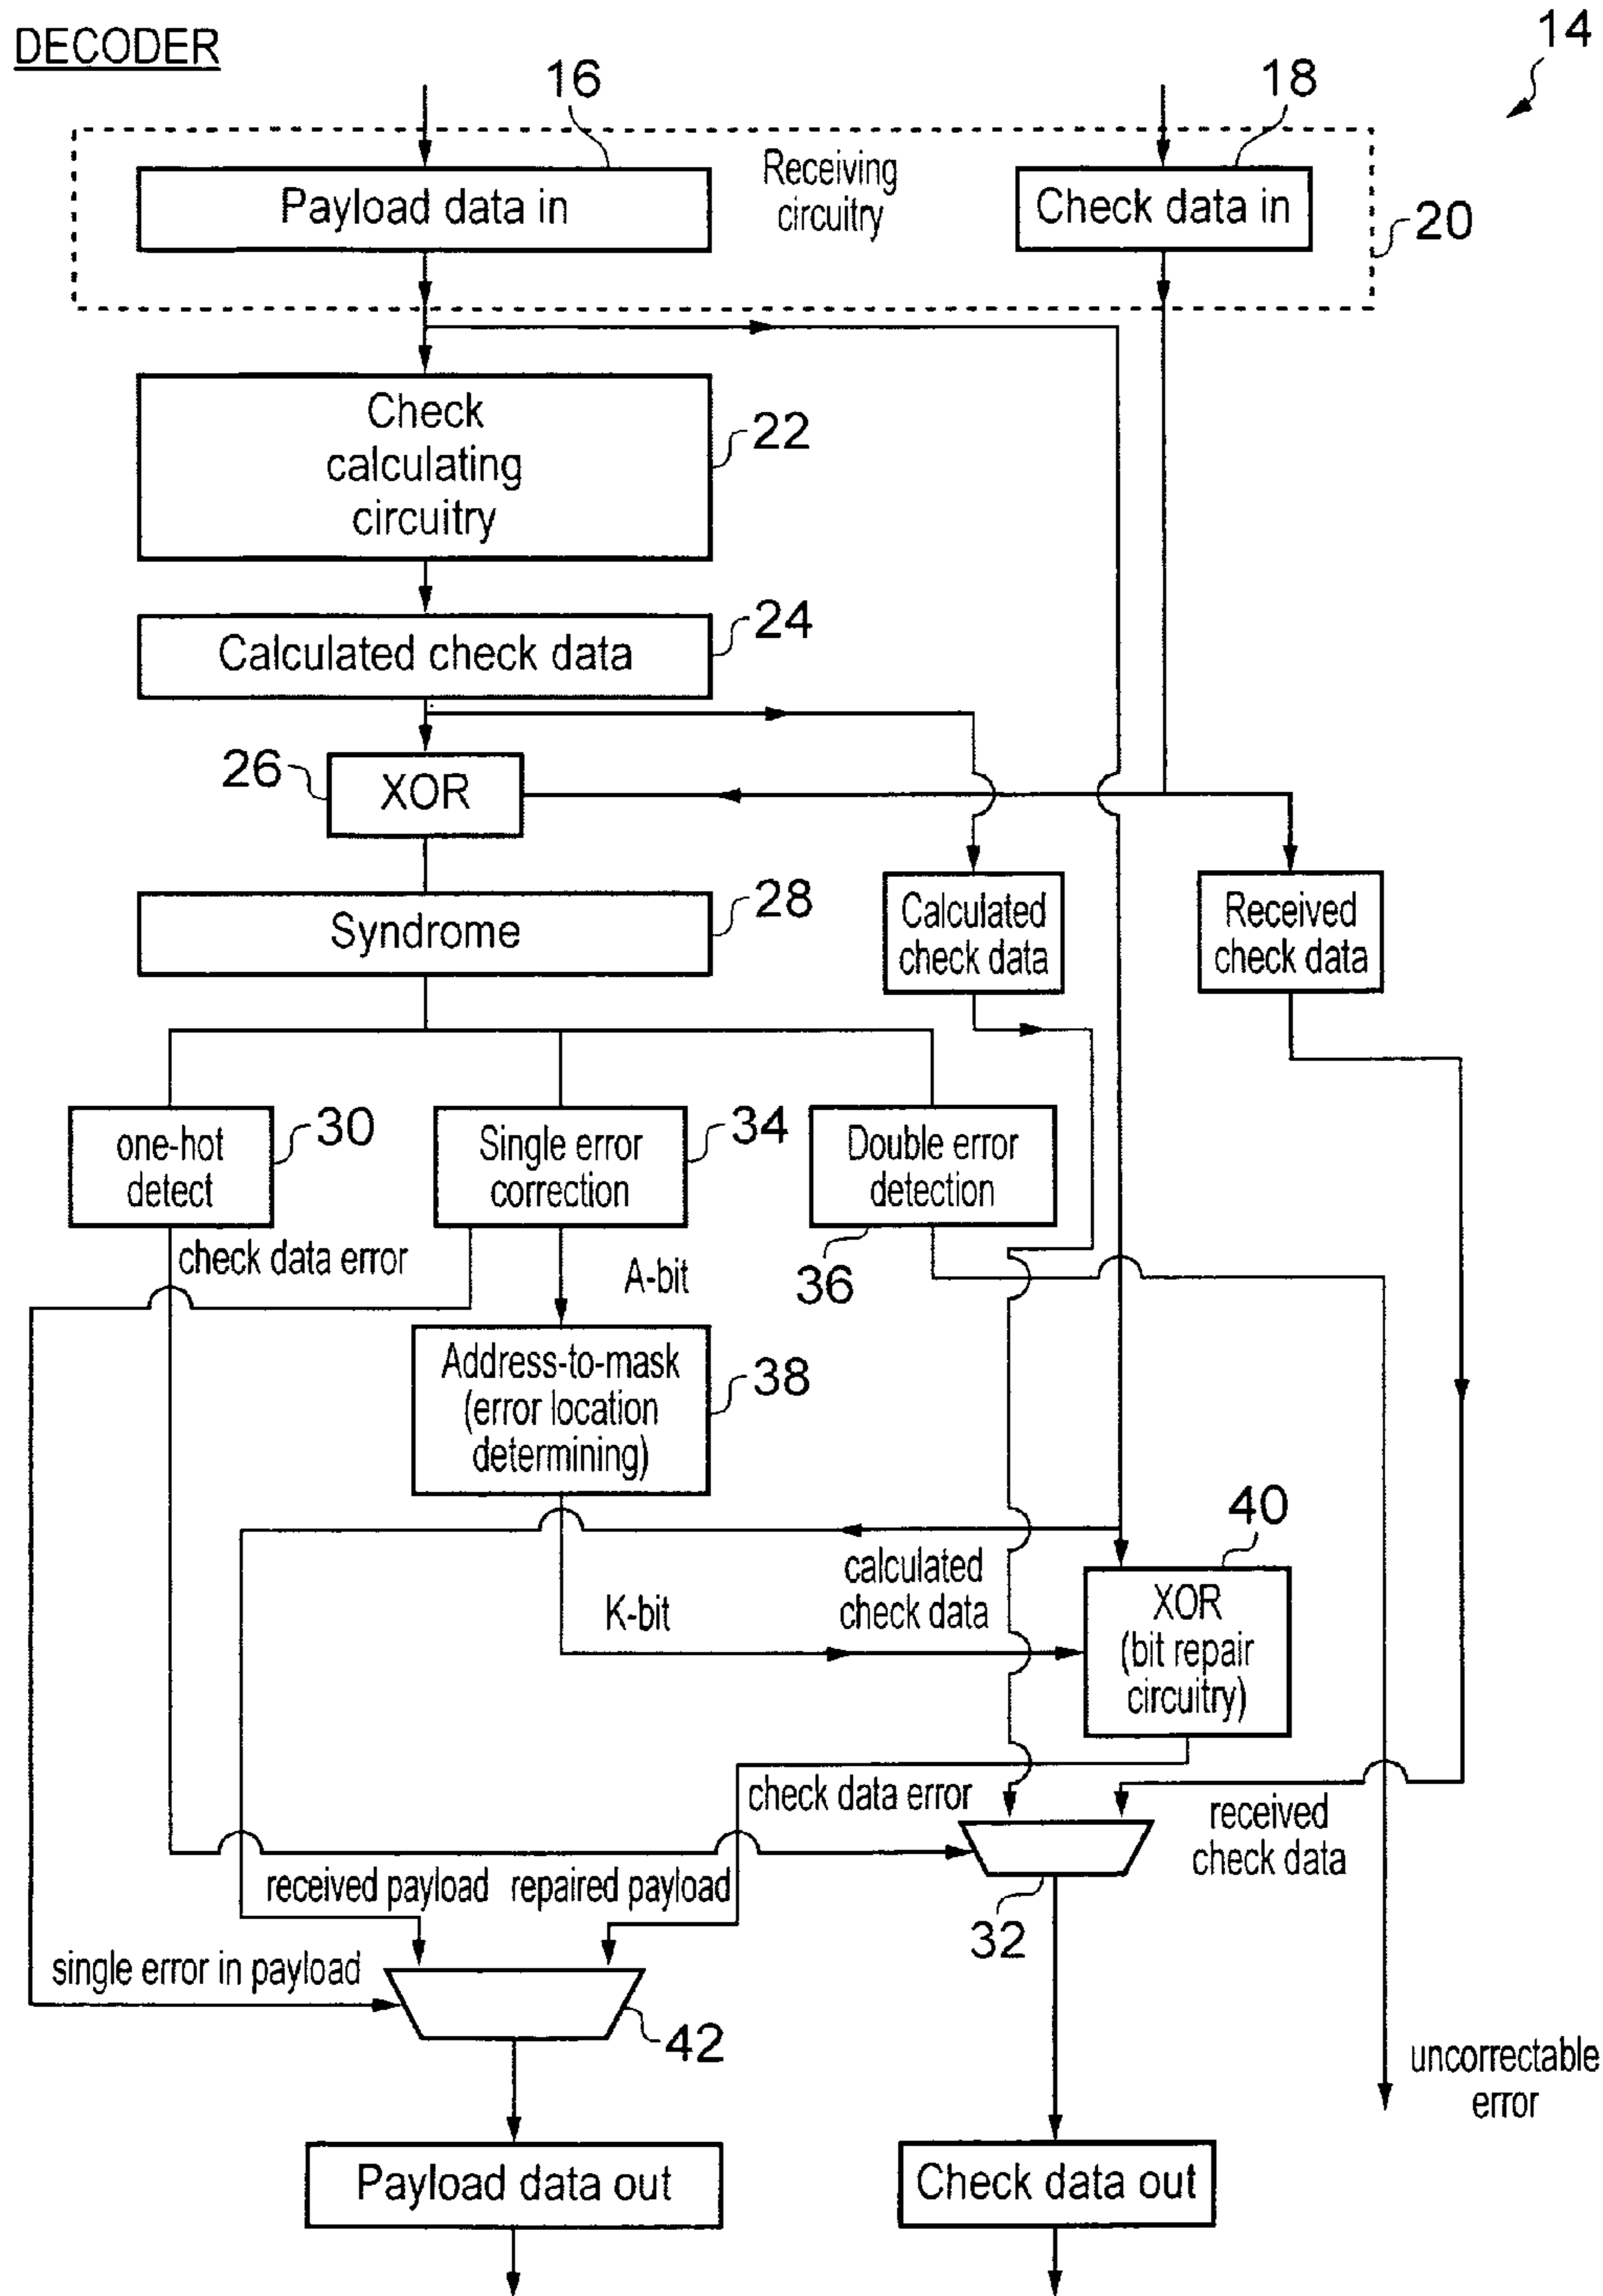 DECODER
14
16
18
Receiving
circuitry
Payload data in
Check data in
20
Check
calculating
circuitry
22
24
Calculated check data
26
XOR
28
Syndrome
Calculated
check data
Received
check data
one-hot
detect
30
Single error
correction
34
Double error
detection
36
check data error
A-bit
Address-to-mask
(error location
determining)
38
40
calculated
check data
K-bit
XOR
(bit repair
circuitry)
check data error
received
check data
received payload
repaired payload
32
single error in payload
42
uncorrectable
error
Payload data out
Check data out